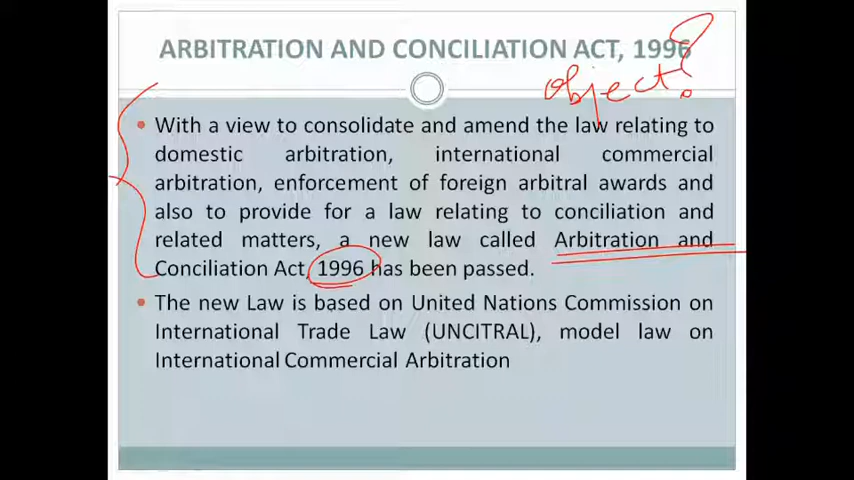 ARBITRATION AND CONCILIATION ACT, 1996
object?
• With a view to consolidate and amend the law relating to
domestic arbitration, international commercial
arbitration, enforcement of foreign arbitral awards and
also to provide for a law relating to conciliation and
related matters, a new law called Arbitration and
Conciliation Act, 1996 has been passed.
• The new Law is based on United Nations Commission on
International Trade Law (UNCITRAL), model law on
International Commercial Arbitration